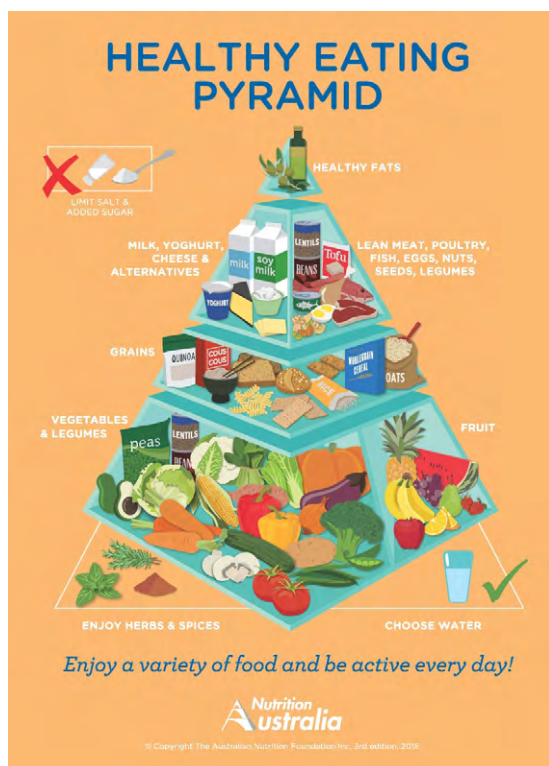 HEALTHY EATING
PYRAMID
HEALTHY FATS
LIMIT SALT &
ADDED SUGAR
MILK, YOGHURT,
CHEESE &
ALTERNATIVES
milk
soy
milk
YOGHURT
LENTILS
BEANS
Tofu
LEAN MEAT, POULTRY,
FISH, EGGS, NUTS,
SEEDS, LEGUMES
GRAINS
QUINOA
COUS
COUS
RICE
WHOLEGRAIN
CEREAL
OATS
VEGETABLES
& LEGUMES
peas
LENTILS
BEAN
FRUIT
ENJOY HERBS & SPICES
CHOOSE WATER
Enjoy a variety of food and be active every day!
Nutrition
Australia
© Copyright The Australian Nutrition Foundation Inc. 3rd edition, 2015